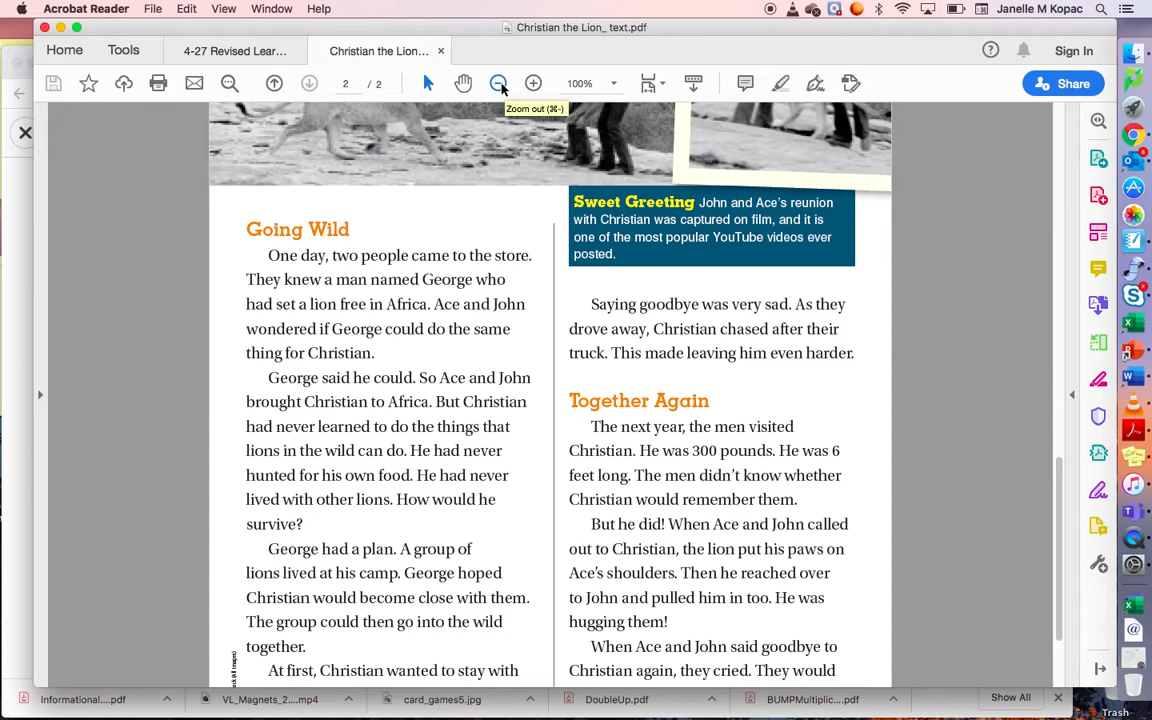 Acrobat Reader File Edit View Window Help
Janelle M Kopac
Christian the Lion_ text.pdf
Home Tools 4-27 Revised Lear... Christian the Lion... × Sign In
2 / 2 100% Share
Zoom out (⌘-)
Sweet Greeting John and Ace's reunion
with Christian was captured on film, and it is
one of the most popular YouTube videos ever
posted.
Going Wild
One day, two people came to the store.
They knew a man named George who
had set a lion free in Africa. Ace and John
wondered if George could do the same
thing for Christian.
George said he could. So Ace and John
brought Christian to Africa. But Christian
had never learned to do the things that
lions in the wild can do. He had never
hunted for his own food. He had never
lived with other lions. How would he
survive?
George had a plan. A group of
lions lived at his camp. George hoped
Christian would become close with them.
The group could then go into the wild
together.
At first, Christian wanted to stay with
Saying goodbye was very sad. As they
drove away, Christian chased after their
truck. This made leaving him even harder.
Together Again
The next year, the men visited
Christian. He was 300 pounds. He was 6
feet long. The men didn't know whether
Christian would remember them.
But he did! When Ace and John called
out to Christian, the lion put his paws on
Ace's shoulders. Then he reached over
to John and pulled him in too. He was
hugging them!
When Ace and John said goodbye to
Christian again, they cried. They would
Informational....pdf VL_Magnets_2....mp4 card_games5.jpg DoubleUp.pdf BUMPMultiplic....pdf Show All
Trash